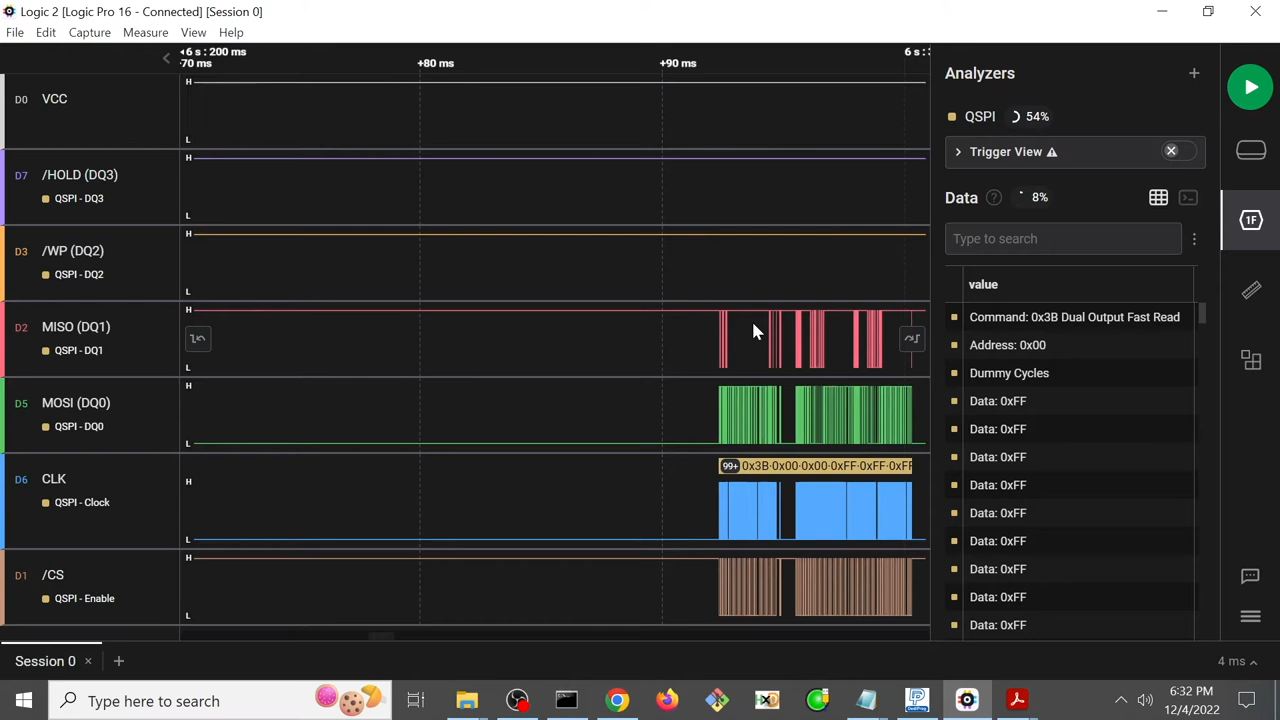 Logic 2 [Logic Pro 16 - Connected] [Session 0]
File Edit Capture Measure View Help
6 s : 200 ms
70 ms +80 ms +90 ms
D0 VCC H L
D7 /HOLD (DQ3) H L
QSPI - DQ3
D3 /WP (DQ2) H L
QSPI - DQ2
D2 MISO (DQ1) H L
QSPI - DQ1
D5 MOSI (DQ0) H L
QSPI - DQ0
99+ 0x3B·0x00·0x00·0xFF·0xFF·0xFF
D6 CLK H L
QSPI - Clock
D1 /CS H L
QSPI - Enable
Analyzers
QSPI 54%
Trigger View
Data ? 8%
Type to search
1F
value
Command: 0x3B Dual Output Fast Read
Address: 0x00
Dummy Cycles
Data: 0xFF
Data: 0xFF
Data: 0xFF
Data: 0xFF
Data: 0xFF
Data: 0xFF
Data: 0xFF
Data: 0xFF
Data: 0xFF
Session 0 4 ms
Type here to search
6:32 PM
12/4/2022